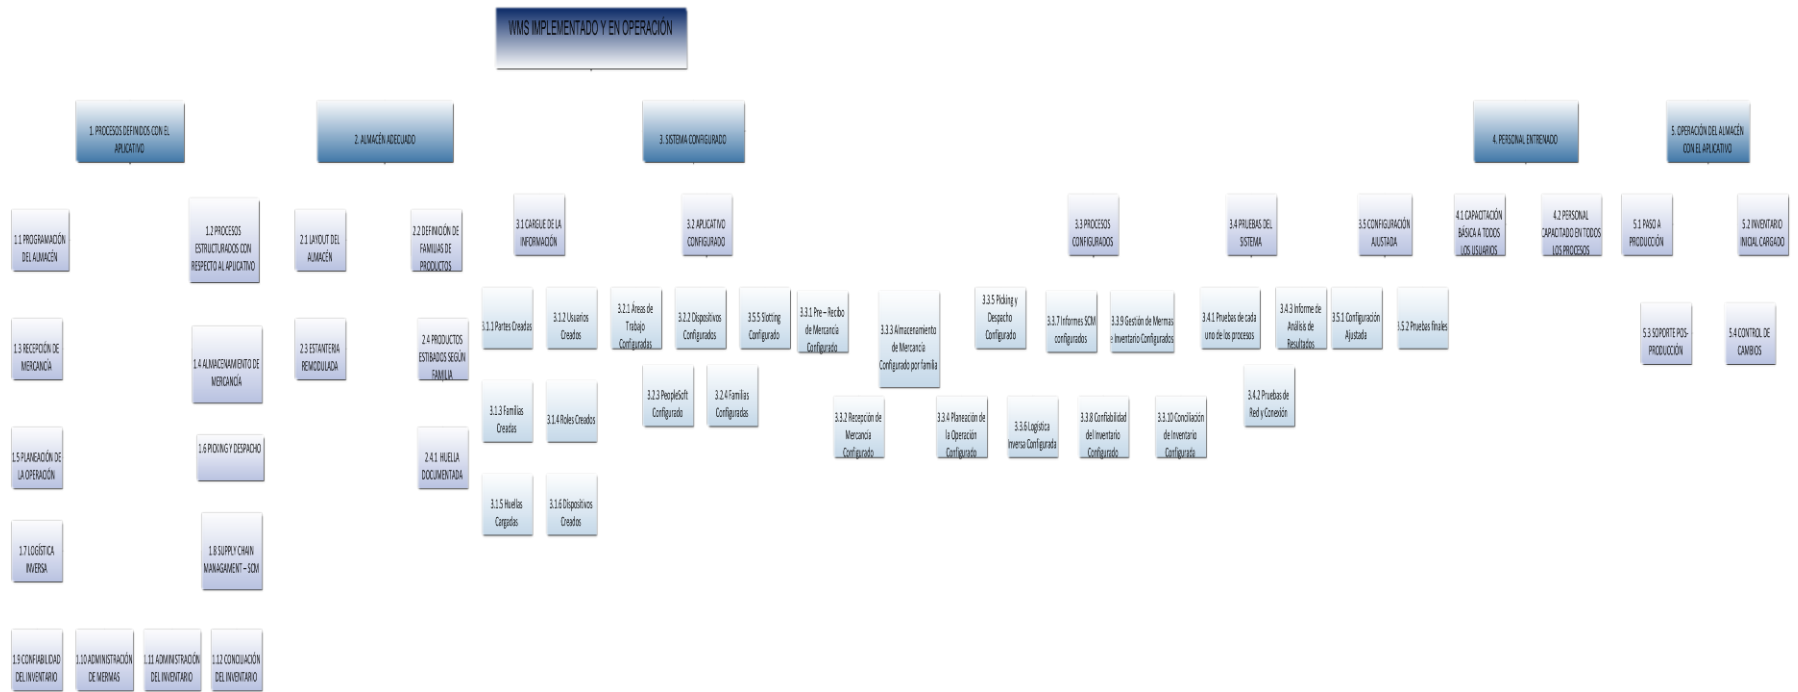 WMS IMPLEMENTADO Y EN OPERACIÓN
1. PROCESOS DEFINIDOS CON EL
APLICATIVO
2. ALMACÉN ADECUADO
3. SISTEMA CONFIGURADO
4. PERSONAL ENTRENADO
5. OPERACIÓN DEL ALMACÉN
CON EL APLICATIVO
1.1 PROGRAMACIÓN
DEL ALMACÉN
1.2 PROCESOS
ESTRUCTURADOS CON
RESPECTO AL APLICATIVO
2.1 LAYOUT DEL
ALMACÉN
2.2 DEFINICIÓN DE
FAMILIAS DE
PRODUCTOS
3.1 CARGUE DE LA
INFORMACIÓN
3.2 APLICATIVO
CONFIGURADO
3.3 PROCESOS
CONFIGURADOS
3.4 PRUEBAS DEL
SISTEMA
3.5 CONFIGURACIÓN
AJUSTADA
4.1 CAPACITACIÓN
BÁSICA A TODOS
LOS USUARIOS
4.2 PERSONAL
CAPACITADO EN TODOS
LOS PROCESOS
5.1 PASO A
PRODUCCIÓN
5.2 INVENTARIO
INICIAL CARGADO
1.3 RECEPCIÓN DE
MERCANCÍA
1.4 ALMACENAMIENTO DE
MERCANCÍA
2.3 ESTANTERIA
REMODULADA
2.4 PRODUCTOS
ESTIBADOS SEGÚN
FAMILIA
3.1.1 Partes Creadas
3.1.2 Usuarios
Creados
3.2.1 Áreas de
Trabajo
Configuradas
3.2.2 Dispositivos
Configurados
3.5.5 Slotting
Configurado
3.3.1 Pre – Recibo
de Mercancía
Configurado
3.3.3 Almacenamiento
de Mercancía
Configurado por familia
3.3.5 Picking y
Despacho
Configurado
3.3.7 Informes SCM
configurados
3.3.9 Gestión de Mermas
e Inventario Configurados
3.4.1 Pruebas de cada
uno de los procesos
3.4.3 Informe de
Análisis de
Resultados
3.5.1 Configuración
Ajustada
3.5.2 Pruebas finales
5.3 SOPORTE POS-
PRODUCCIÓN
5.4 CONTROL DE
CAMBIOS
3.1.3 Familias
Creadas
3.1.4 Roles Creados
3.2.3 PeopleSoft
Configurado
3.2.4 Familias
Configuradas
3.3.2 Recepción de
Mercancía
Configurado
3.3.4 Planeación de
la Operación
Configurado
3.3.6 Logística
Inversa Configurada
3.3.8 Confiabilidad
del Inventario
Configurado
3.3.10 Conciliación
de Inventario
Configurada
3.4.2 Pruebas de
Red y Conexión
1.5 PLANEACIÓN DE
LA OPERACIÓN
1.6 PICKING Y DESPACHO
2.4.1 HUELLA
DOCUMENTADA
3.1.5 Huellas
Cargadas
3.1.6 Dispositivos
Creados
1.7 LOGÍSTICA
INVERSA
1.8 SUPPLY CHAIN
MANAGAMENT – SCM
1.9 CONFIABILIDAD
DEL INVENTARIO
1.10 ADMINISTRACIÓN
DE MERMAS
1.11 ADMINISTRACIÓN
DEL INVENTARIO
1.12 CONCILIACIÓN
DEL INVENTARIO